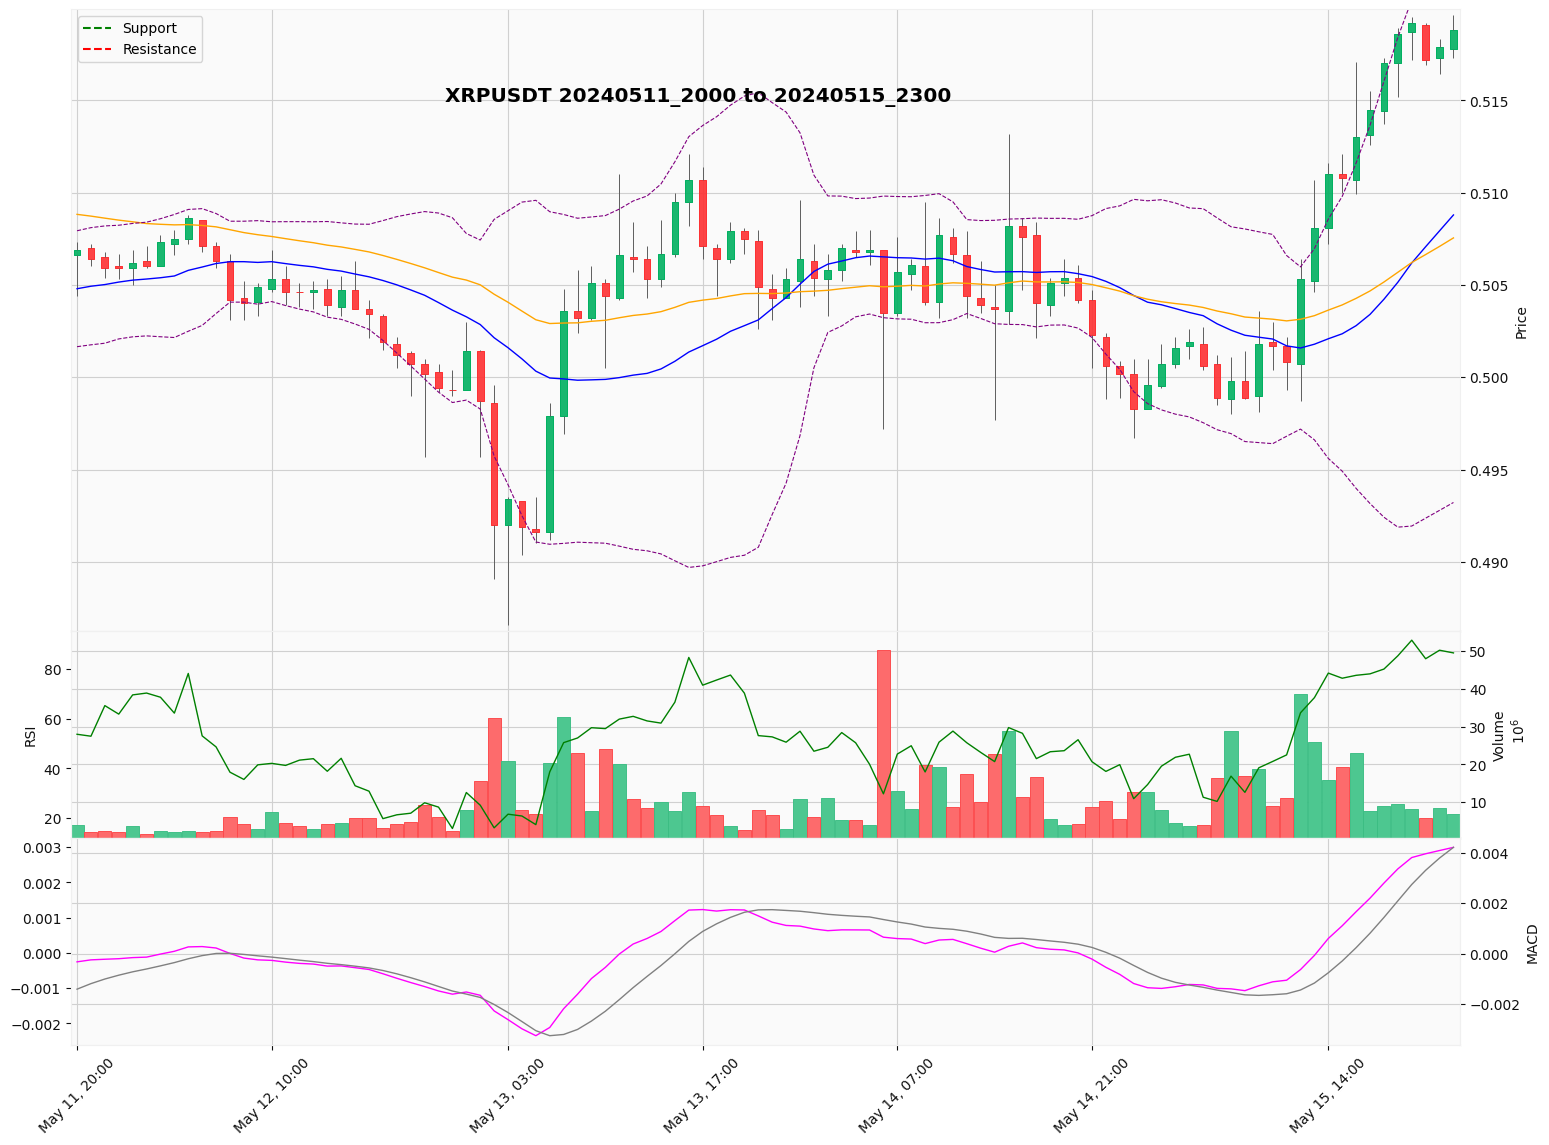 Support
Resistance
XRPUSDT 20240511_2000 to 20240515_2300
0.515
0.510
0.505
0.500
0.495
0.490
Price
80
60
40
20
RSI
50
40
30
20
10
Volume
10^6
0.003
0.002
0.001
0.000
−0.001
−0.002
0.004
0.002
0.000
−0.002
MACD
May 11, 20:00
May 12, 10:00
May 13, 03:00
May 13, 17:00
May 14, 07:00
May 14, 21:00
May 15, 14:00